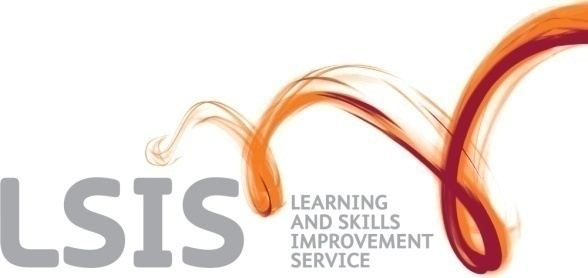 LSIS
LEARNING
AND SKILLS
IMPROVEMENT
SERVICE